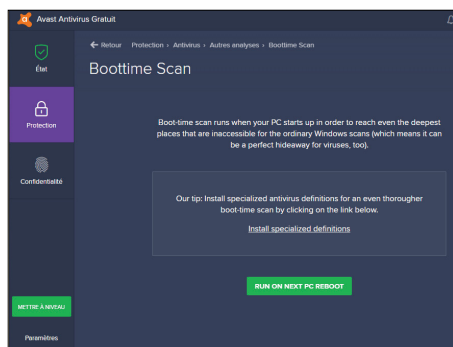 Avast Antivirus Gratuit
Retour Protection › Antivirus › Autres analyses › Boottime Scan
Boottime Scan
État
Protection
Confidentialité
Boot-time scan runs when your PC starts up in order to reach even the deepest
places that are inaccessible for the ordinary Windows scans (which means it can
be a perfect hideaway for viruses, too).
Our tip: Install specialized antivirus definitions for an even thorougher
boot-time scan by clicking on the link below.
Install specialized definitions
RUN ON NEXT PC REBOOT
METTRE À NIVEAU
Paramètres